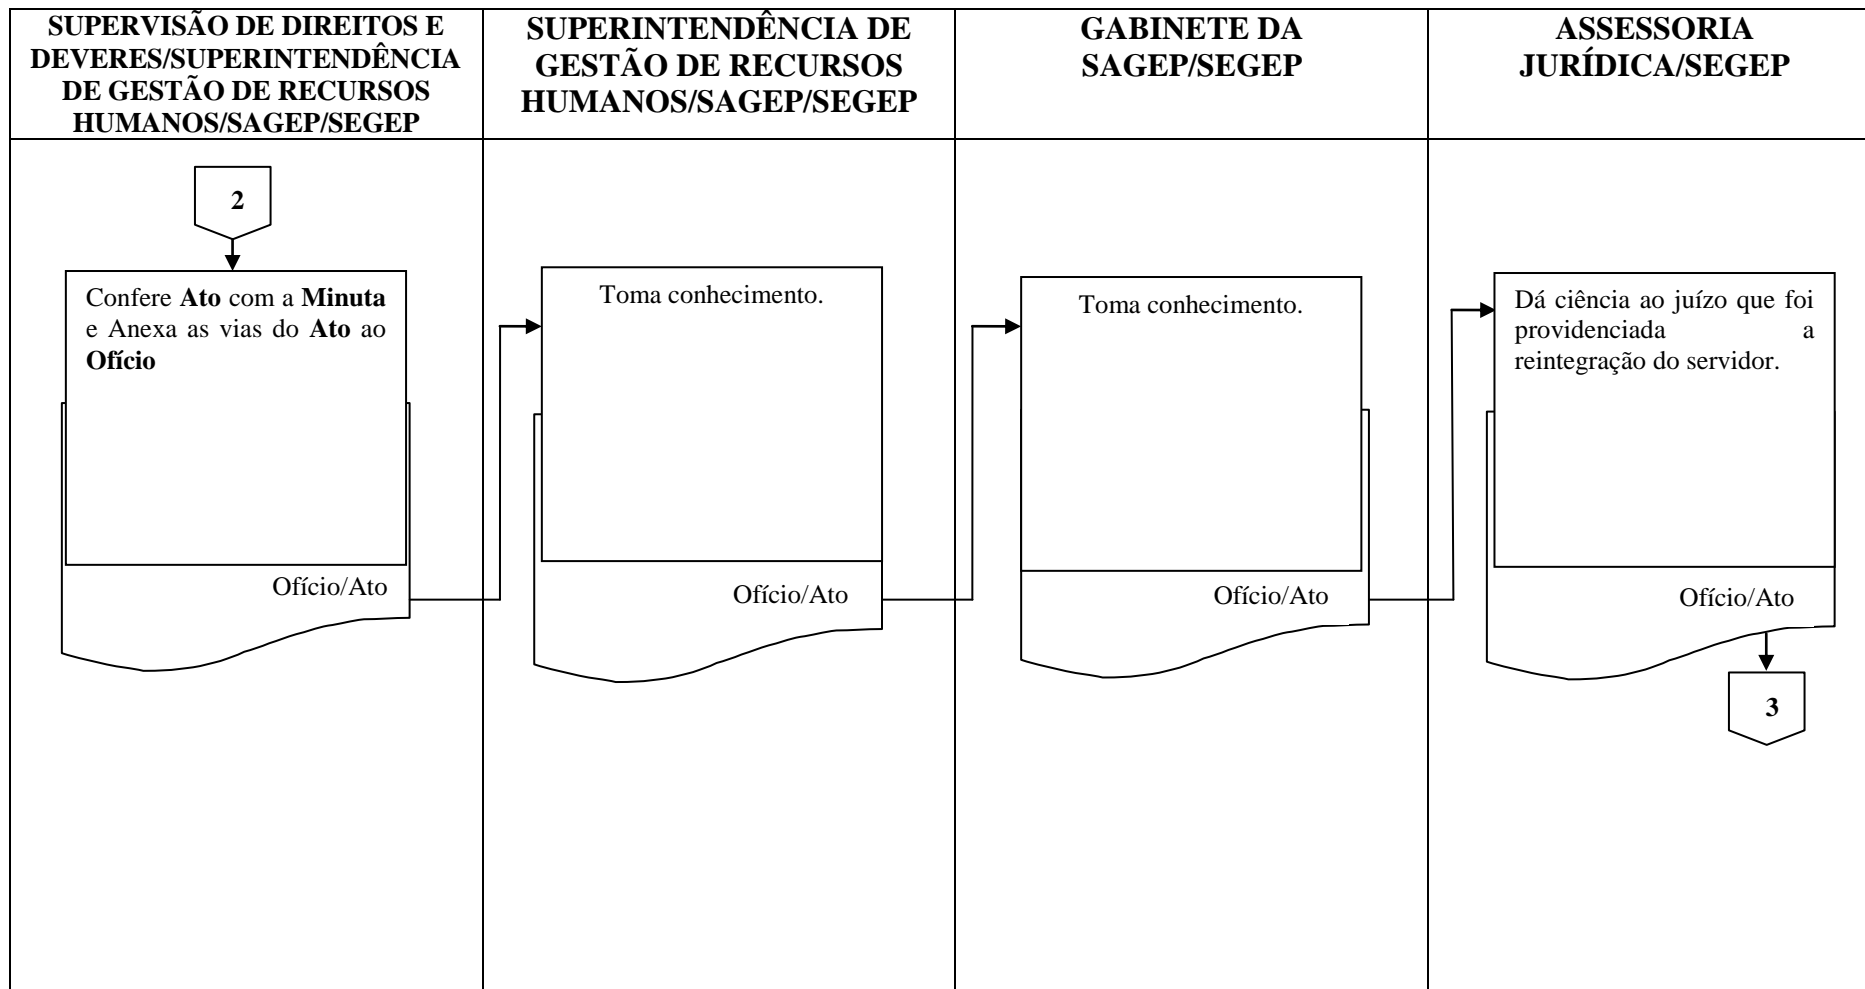 SUPERVISÃO DE DIREITOS E
DEVERES/SUPERINTENDÊNCIA
DE GESTÃO DE RECURSOS
HUMANOS/SAGEP/SEGEP
SUPERINTENDÊNCIA DE
GESTÃO DE RECURSOS
HUMANOS/SAGEP/SEGEP
GABINETE DA
SAGEP/SEGEP
ASSESSORIA
JURÍDICA/SEGEP
2
Confere Ato com a Minuta
e Anexa as vias do Ato ao
Ofício
Ofício/Ato
Toma conhecimento.
Ofício/Ato
Toma conhecimento.
Ofício/Ato
Dá ciência ao juízo que foi
providenciada a
reintegração do servidor.
Ofício/Ato
3